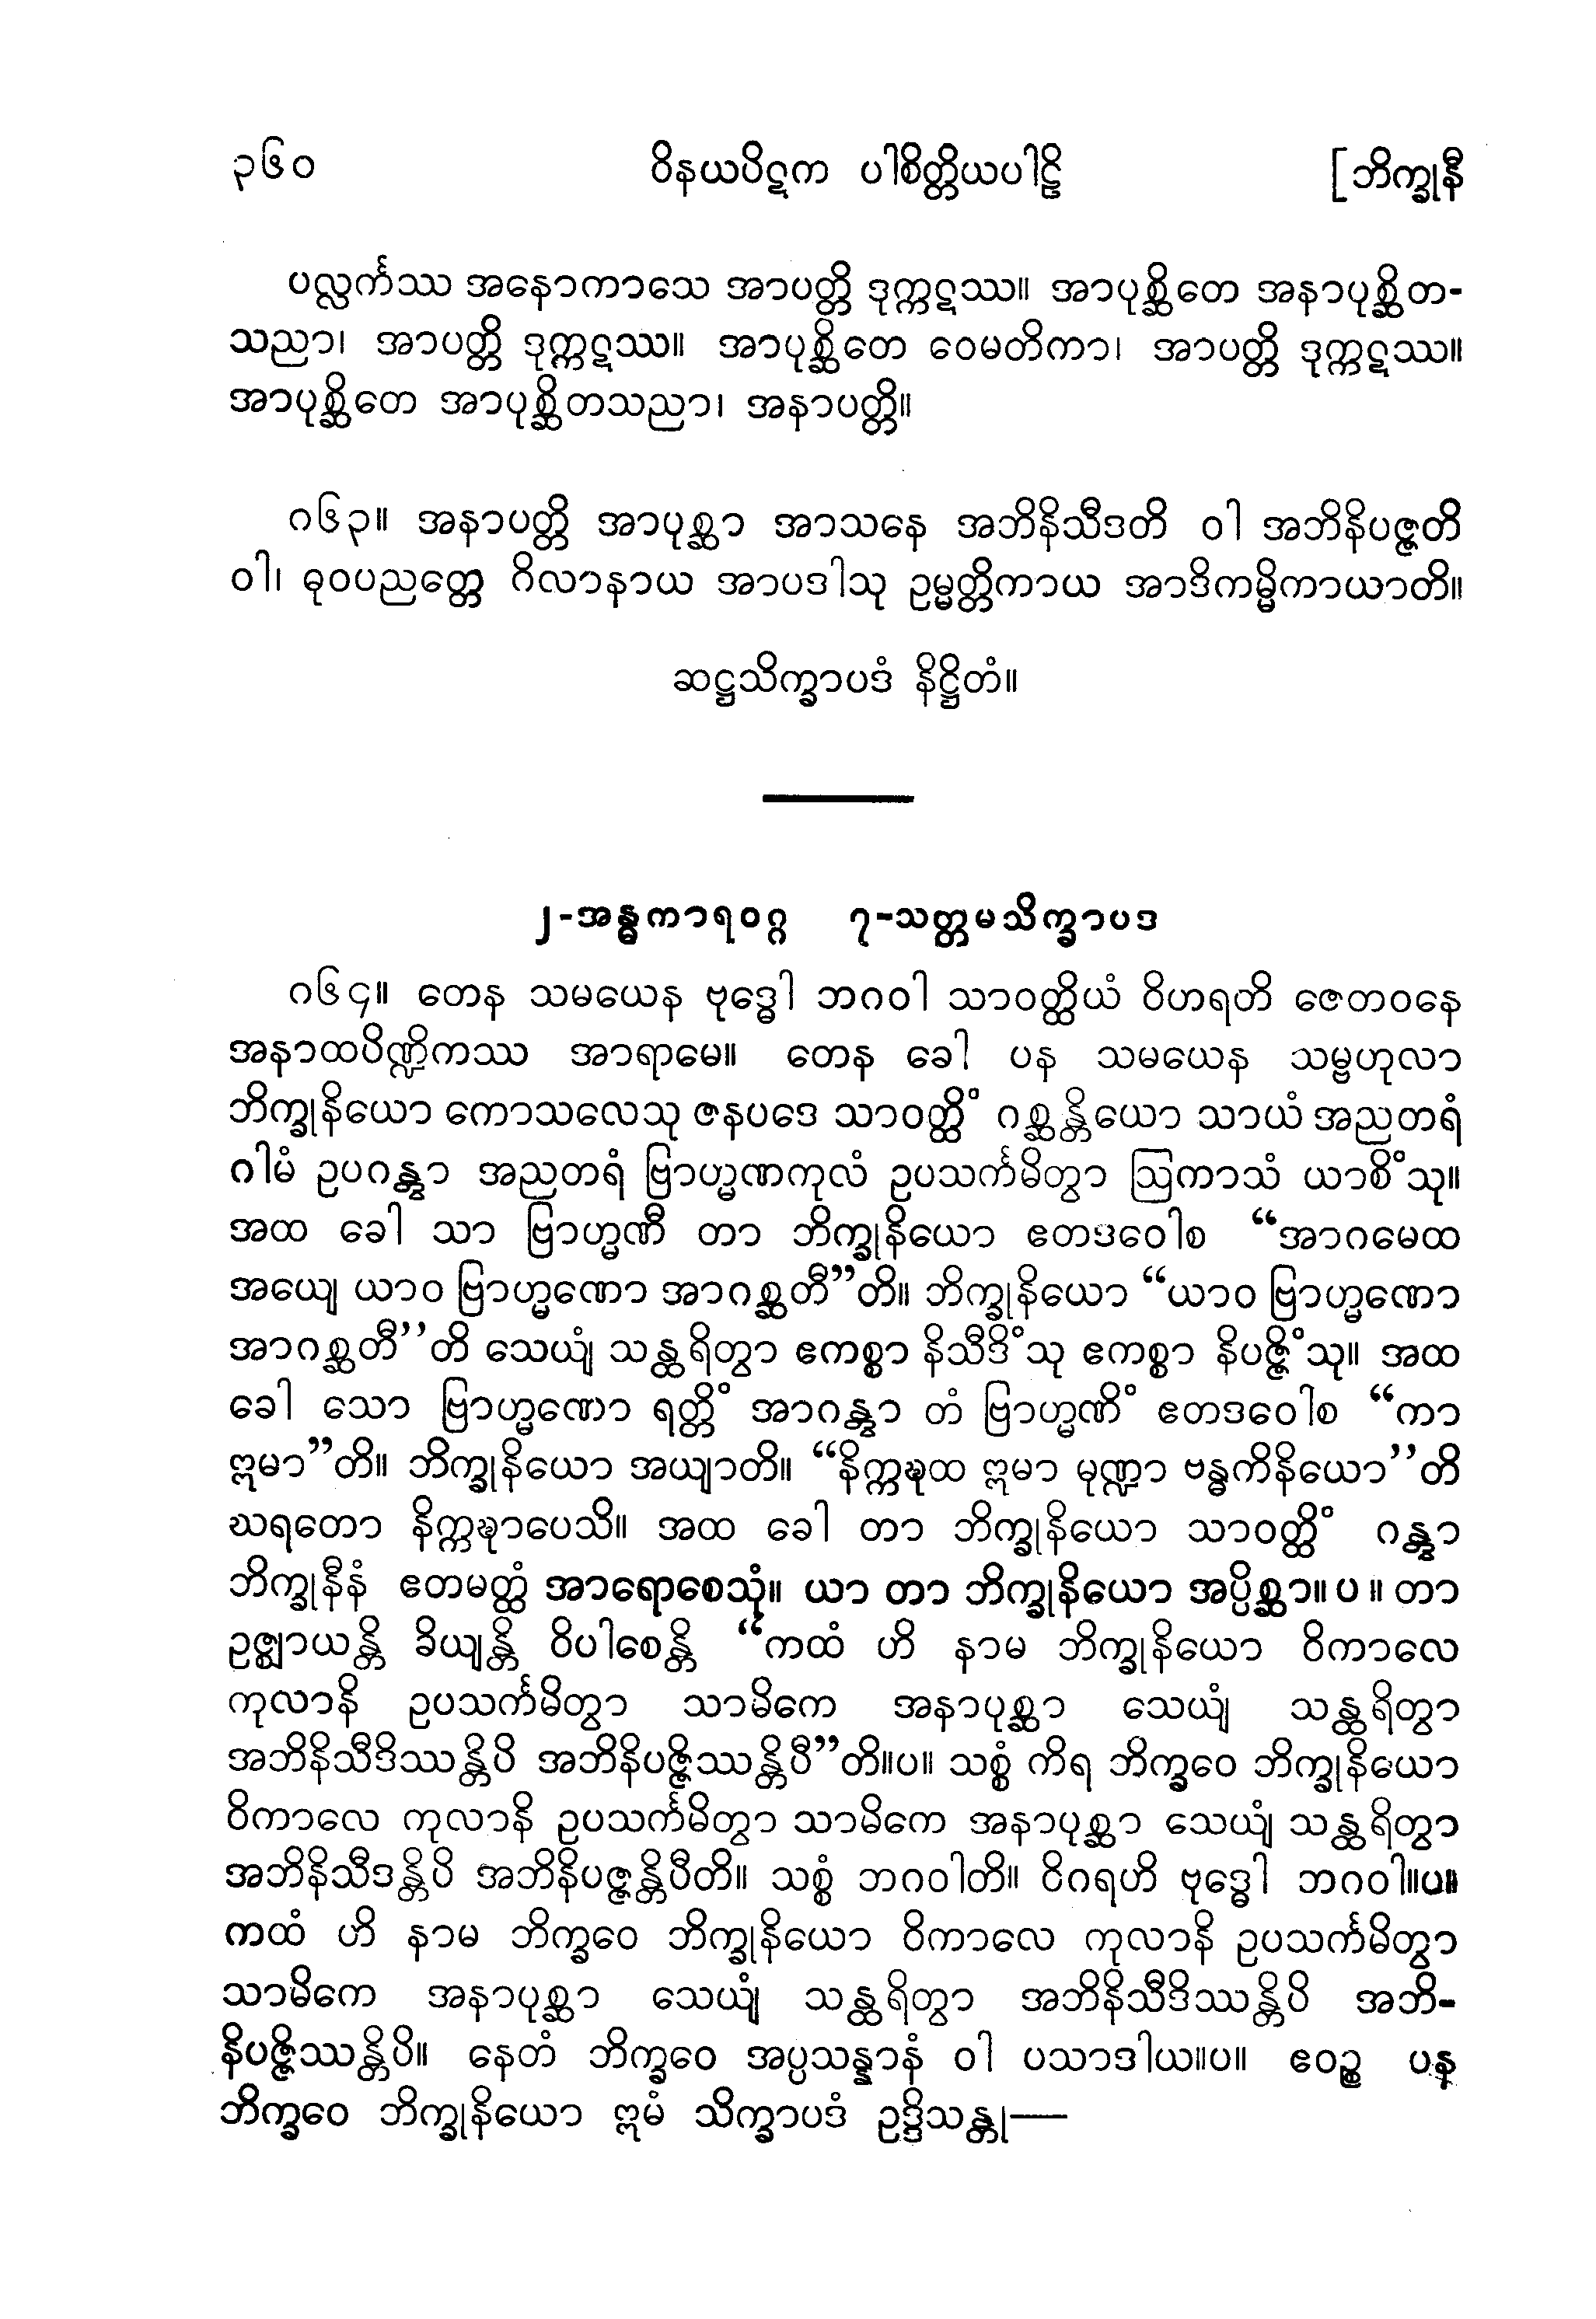 ၃၆၀ ဝိနယပိဋက ပါစိတ္တိယပါဠိ [ဘိက္ခုနီ
ပလ္လင်္ကဿ အနောကာသေ အာပတ္တိ ဒုက္ကဋဿ။ အာပုစ္ဆိတေ အနာပုစ္ဆိတ-
သညာ၊ အာပတ္တိ ဒုက္ကဋဿ။ အာပုစ္ဆိတေ ဝေမတိကာ၊ အာပတ္တိ ဒုက္ကဋဿ။
အာပုစ္ဆိတေ အာပုစ္ဆိတသညာ၊ အနာပတ္တိ။
ဂ၆၃။ အနာပတ္တိ အာပုစ္ဆာ အာသနေ အဘိနိသီဒတိ ဝါ အဘိနိပဇ္ဇတိ
ဝါ၊ ဓုဝပညတ္တေ ဂိလာနာယ အာပဒါသု ဥမ္မတ္တိကာယ အာဒိကမ္မိကာယာတိ။
ဆဋ္ဌသိက္ခာပဒံ နိဋ္ဌိတံ။
၂-အန္ဓကာရဝဂ္ဂ ၇-သတ္တမသိက္ခာပဒ
ဂ၆၄။ တေန သမယေန ဗုဒ္ဓေါ ဘဂဝါ သာဝတ္ထိယံ ဝိဟရတိ ဇေတဝနေ
အနာထပိဏ္ဍိကဿ အာရာမေ။ တေန ခေါ ပန သမယေန သမ္ဗဟုလာ
ဘိက္ခုနိယော ကောသလေသု ဇနပဒေ သာဝတ္ထိံ ဂစ္ဆန္တိယော သာယံ အညတရံ
ဂါမံ ဥပဂန္တွာ အညတရံ ဗြာဟ္မဏကုလံ ဥပသင်္ကမိတွာ ဩကာသံ ယာစိံသု။
အထ ခေါ သာ ဗြာဟ္မဏီ တာ ဘိက္ခုနိယော ဧတဒဝေါစ “အာဂမေထ
အယျေ ယာဝ ဗြာဟ္မဏော အာဂစ္ဆတီ”တိ။ ဘိက္ခုနိယော “ယာဝ ဗြာဟ္မဏော
အာဂစ္ဆတီ’’တိ သေယျံ သန္ထရိတွာ ဧကစ္စာ နိသီဒိံသု ဧကစ္စာ နိပဇ္ဇိံသု။ အထ
ခေါ သော ဗြာဟ္မဏော ရတ္တိံ အာဂန္တွာ တံ ဗြာဟ္မဏိံ ဧတဒဝေါစ “ကာ
ဣမာ”တိ။ ဘိက္ခုနိယော အယျာတိ။ “နိက္ကဍ္ဎထ ဣမာ မုဏ္ဍာ ဗန္ဓကိနိယော’’တိ
ဃရတော နိက္ကဍ္ဎာပေသိ။ အထ ခေါ တာ ဘိက္ခုနိယော သာဝတ္ထိံ ဂန္တွာ
ဘိက္ခုနီနံ ဧတမတ္ထံ အာရောစေသုံ။ ယာ တာ ဘိက္ခုနိယော အပ္ပိစ္ဆာ။ပ။ တာ
ဥဇ္ဈာယန္တိ ခိယျန္တိ ဝိပါစေန္တိ “ကထံ ဟိ နာမ ဘိက္ခုနိယော ဝိကာလေ
ကုလာနိ ဥပသင်္ကမိတွာ သာမိကေ အနာပုစ္ဆာ သေယျံ သန္ထရိတွာ
အဘိနိသီဒိဿန္တိပိ အဘိနိပဇ္ဇိဿန္တိပီ”တိ။ပ။ သစ္စံ ကိရ ဘိက္ခဝေ ဘိက္ခုနိယော
ဝိကာလေ ကုလာနိ ဥပသင်္ကမိတွာ သာမိကေ အနာပုစ္ဆာ သေယျံ သန္ထရိတွာ
အဘိနိသီဒန္တိပိ အဘိနိပဇ္ဇန္တိပီတိ။ သစ္စံ ဘဂဝါတိ။ ဝိဂရဟိ ဗုဒ္ဓေါ ဘဂဝါ။ပ။
ကထံ ဟိ နာမ ဘိက္ခဝေ ဘိက္ခုနိယော ဝိကာလေ ကုလာနိ ဥပသင်္ကမိတွာ
သာမိကေ အနာပုစ္ဆာ သေယျံ သန္ထရိတွာ အဘိနိသီဒိဿန္တိပိ အဘိ-
နိပဇ္ဇိဿန္တိပိ။ နေတံ ဘိက္ခဝေ အပ္ပသန္နာနံ ဝါ ပသာဒါယ။ပ။ ဧဝဉ္စ ပန
ဘိက္ခဝေ ဘိက္ခုနိယော ဣမံ သိက္ခာပဒံ ဥဒ္ဒိသန္တု—